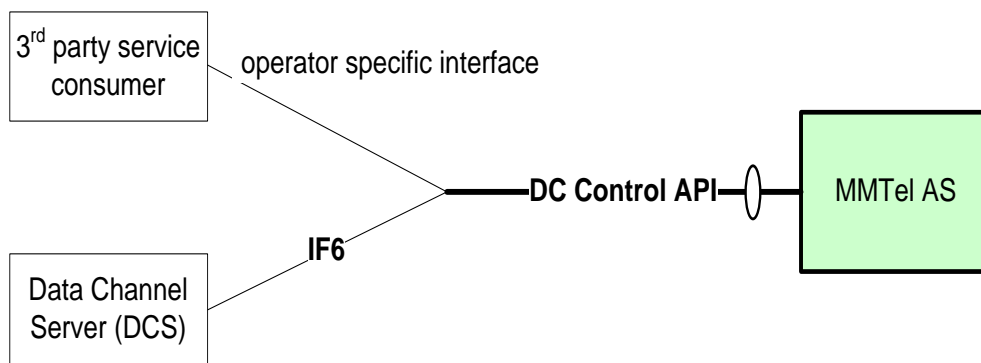 3rd party service
consumer
operator specific interface
DC Control API
MMTel AS
IF6
Data Channel
Server (DCS)